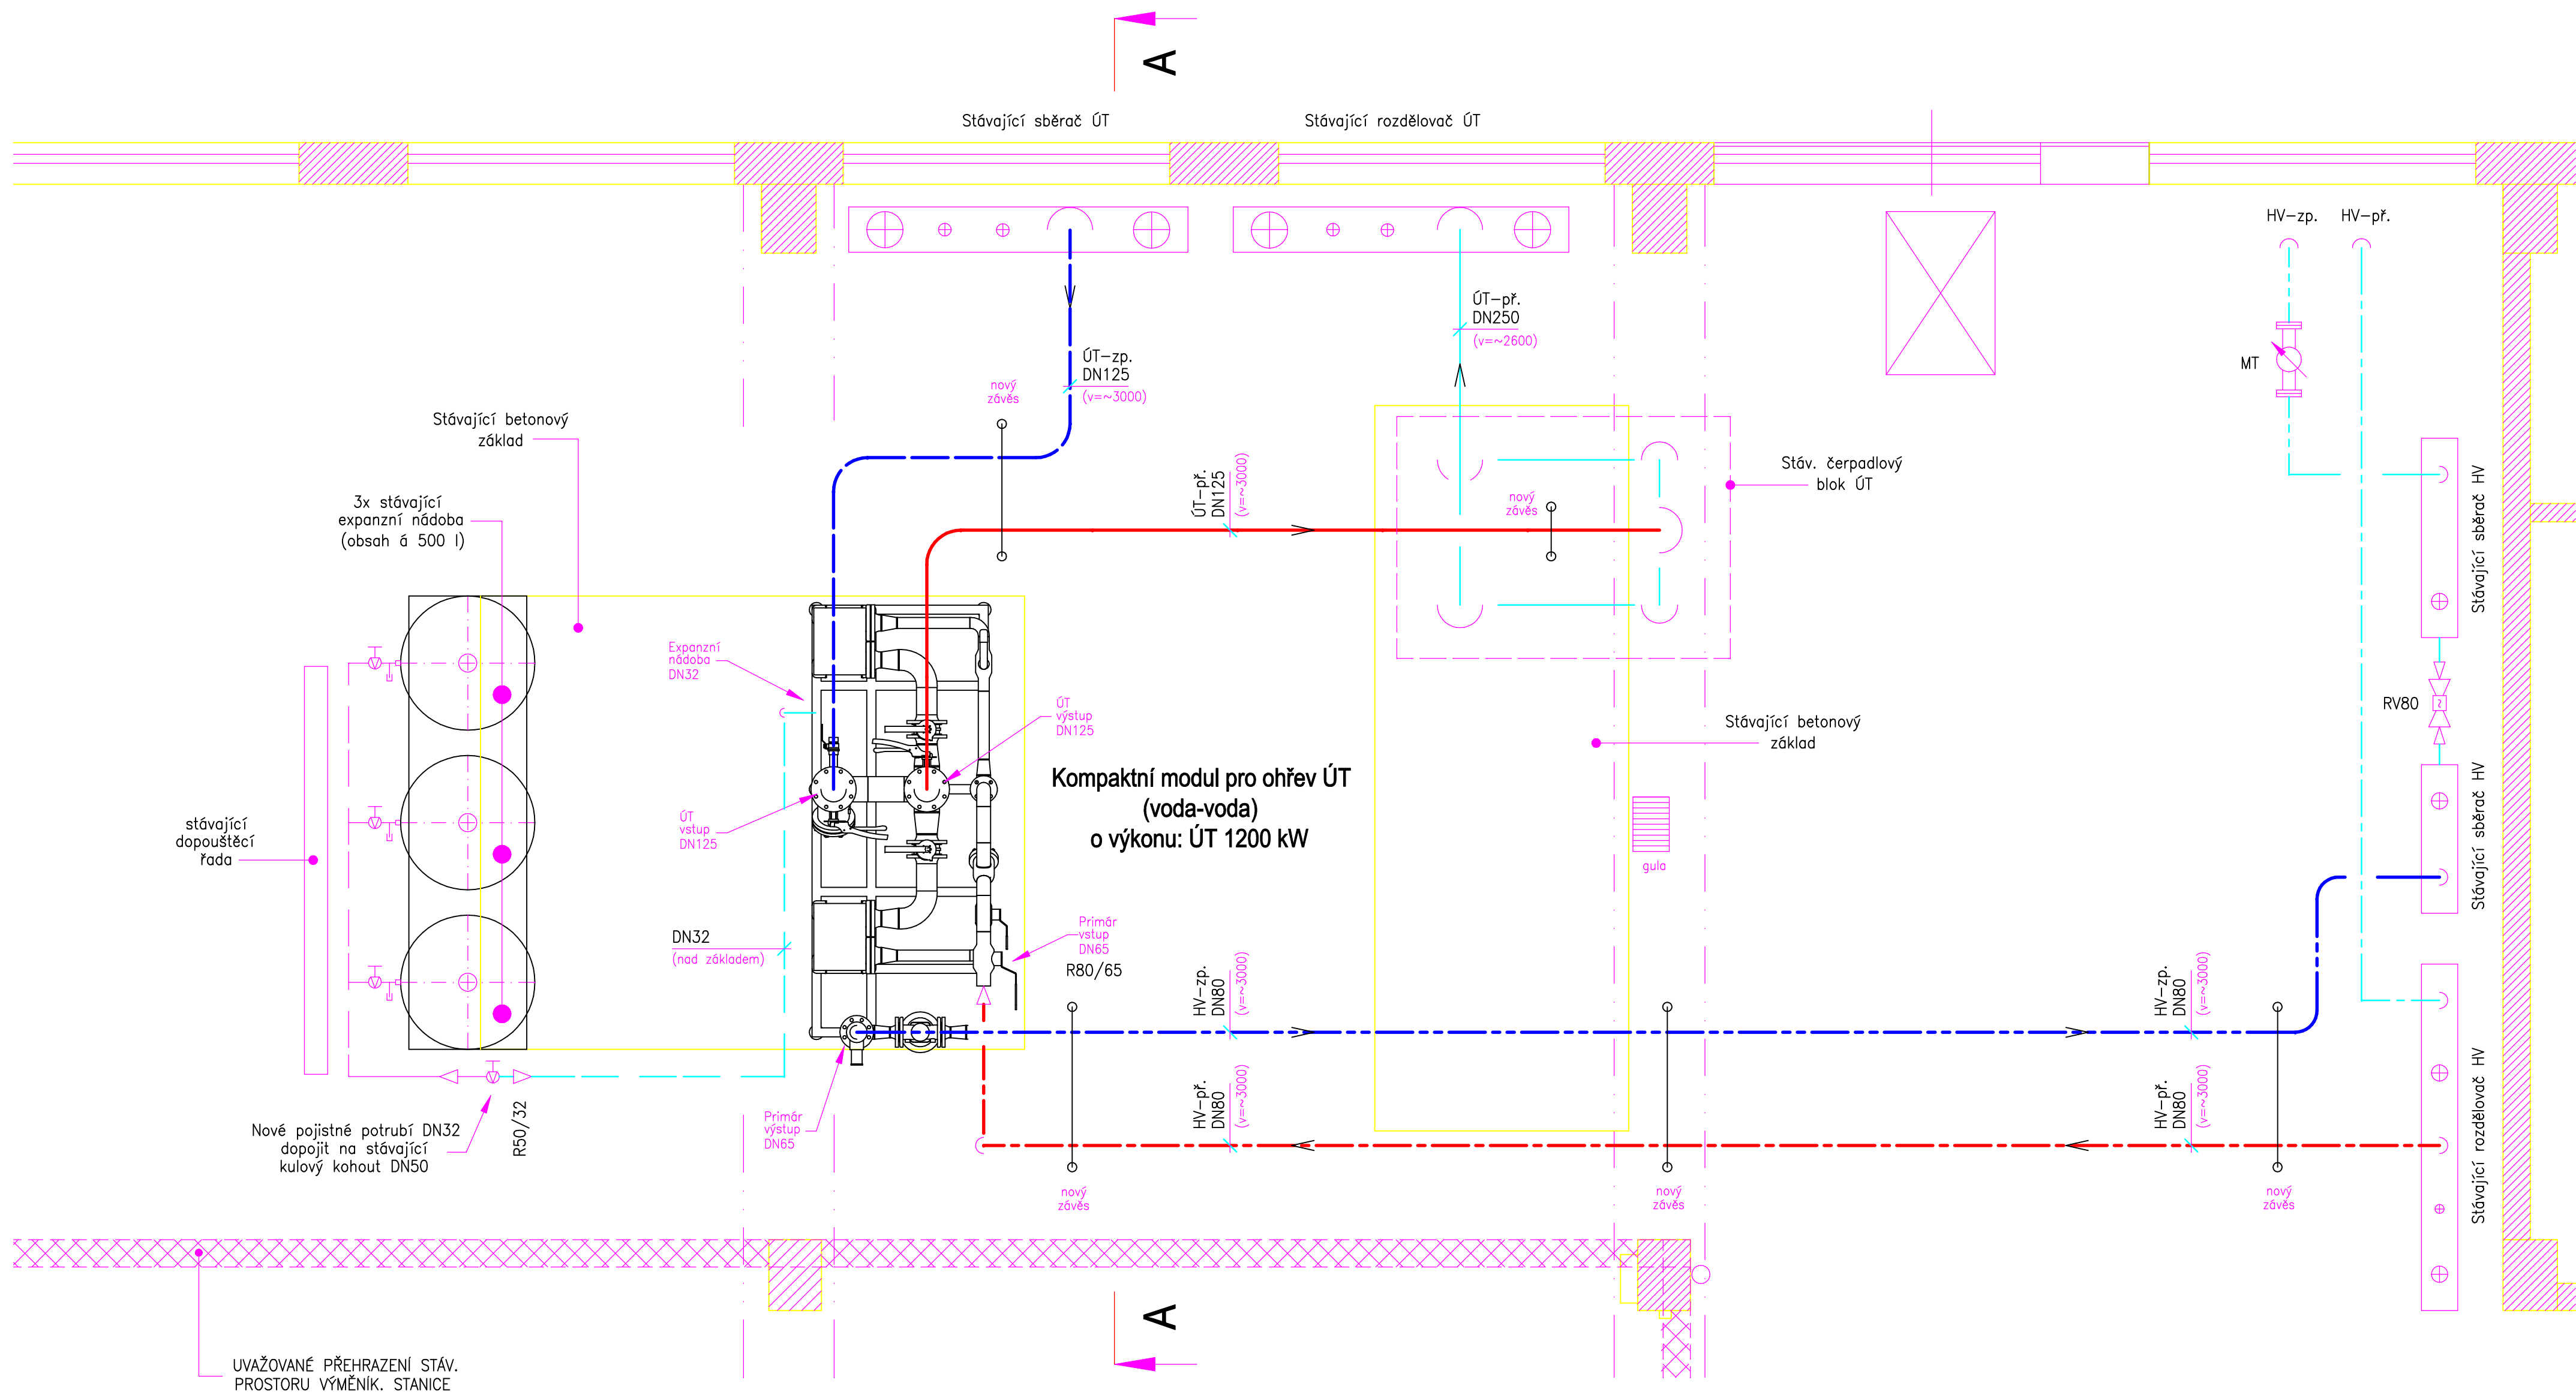 A
Stávající sběrač ÚT
Stávající rozdělovač ÚT
HV-zp.
HV-př.
ÚT-př.
DN250
(v=~2600)
ÚT-zp.
DN125
(v=~3000)
nový
závěs
MT
Stávající betonový
základ
3x stávající
expanzní nádoba
(obsah á 500 l)
ÚT-př.
DN125
(v=~3000)
nový
závěs
Stáv. čerpadlový
blok ÚT
Stávající sběrač HV
Expanzní
nádoba
DN32
ÚT
výstup
DN125
RV80
Stávající betonový
základ
Kompaktní modul pro ohřev ÚT
(voda-voda)
o výkonu: ÚT 1200 kW
ÚT
vstup
DN125
stávající
dopouštěcí
řada
gula
Stávající sběrač HV
DN32
(nad základem)
Primár
vstup
DN65
R80/65
HV-zp.
DN80
(v=~3000)
HV-zp.
DN80
(v=~3000)
Primár
výstup
DN65
HV-př.
DN80
(v=~3000)
HV-př.
DN80
(v=~3000)
Stávající rozdělovač HV
Nové pojistné potrubí DN32
dopojit na stávající
kulový kohout DN50
R50/32
nový
závěs
nový
závěs
nový
závěs
A
UVAŽOVANÉ PŘEHRAZENÍ STÁV.
PROSTORU VÝMĚNÍK. STANICE